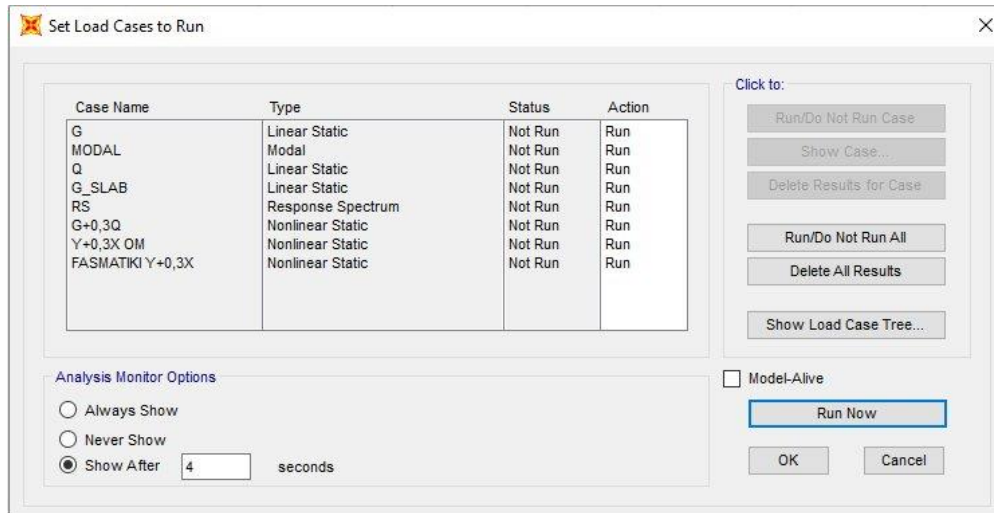 Set Load Cases to Run
Click to:
Case Name Type Status Action
G Linear Static Not Run Run
MODAL Modal Not Run Run
Q Linear Static Not Run Run
G_SLAB Linear Static Not Run Run
RS Response Spectrum Not Run Run
G+0,3Q Nonlinear Static Not Run Run
Y+0,3X OM Nonlinear Static Not Run Run
FASMATIKI Y+0,3X Nonlinear Static Not Run Run
Run/Do Not Run Case
Show Case...
Delete Results for Case
Run/Do Not Run All
Delete All Results
Show Load Case Tree...
Analysis Monitor Options
Always Show
Never Show
Show After 4 seconds
Model-Alive
Run Now
OK Cancel